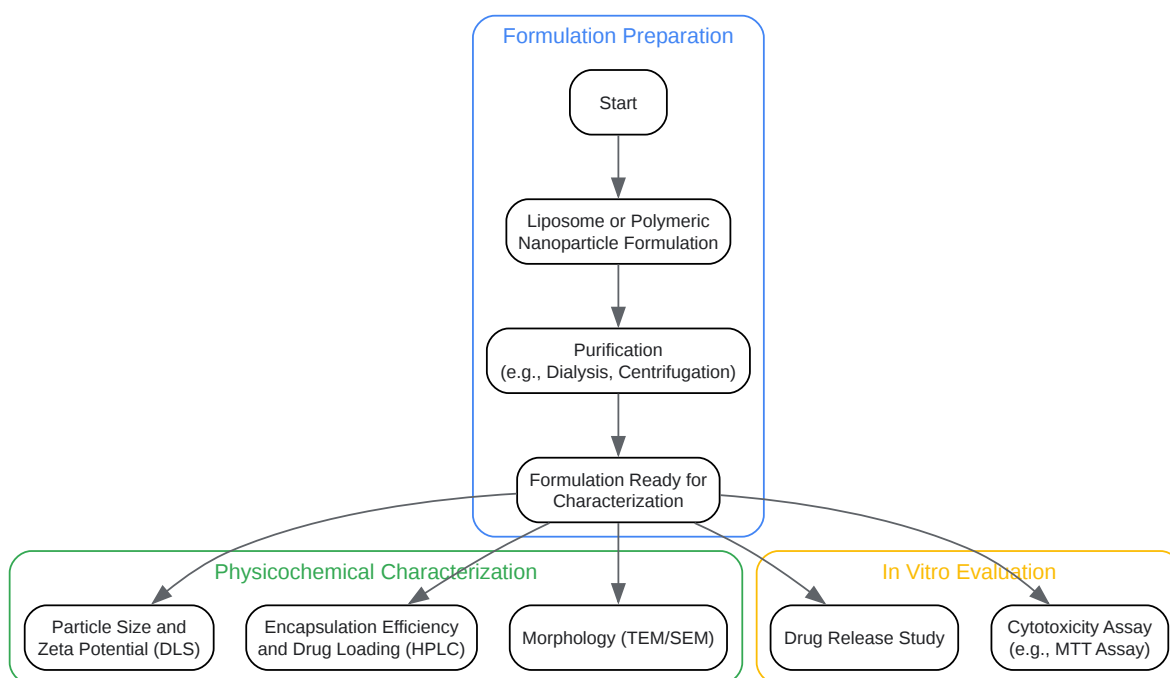 Formulation Preparation
Start
Liposome or Polymeric
Nanoparticle Formulation
Purification
(e.g., Dialysis, Centrifugation)
Formulation Ready for
Characterization
Physicochemical Characterization
In Vitro Evaluation
Particle Size and
Zeta Potential (DLS)
Encapsulation Efficiency
and Drug Loading (HPLC)
Morphology (TEM/SEM)
Drug Release Study
Cytotoxicity Assay
(e.g., MTT Assay)